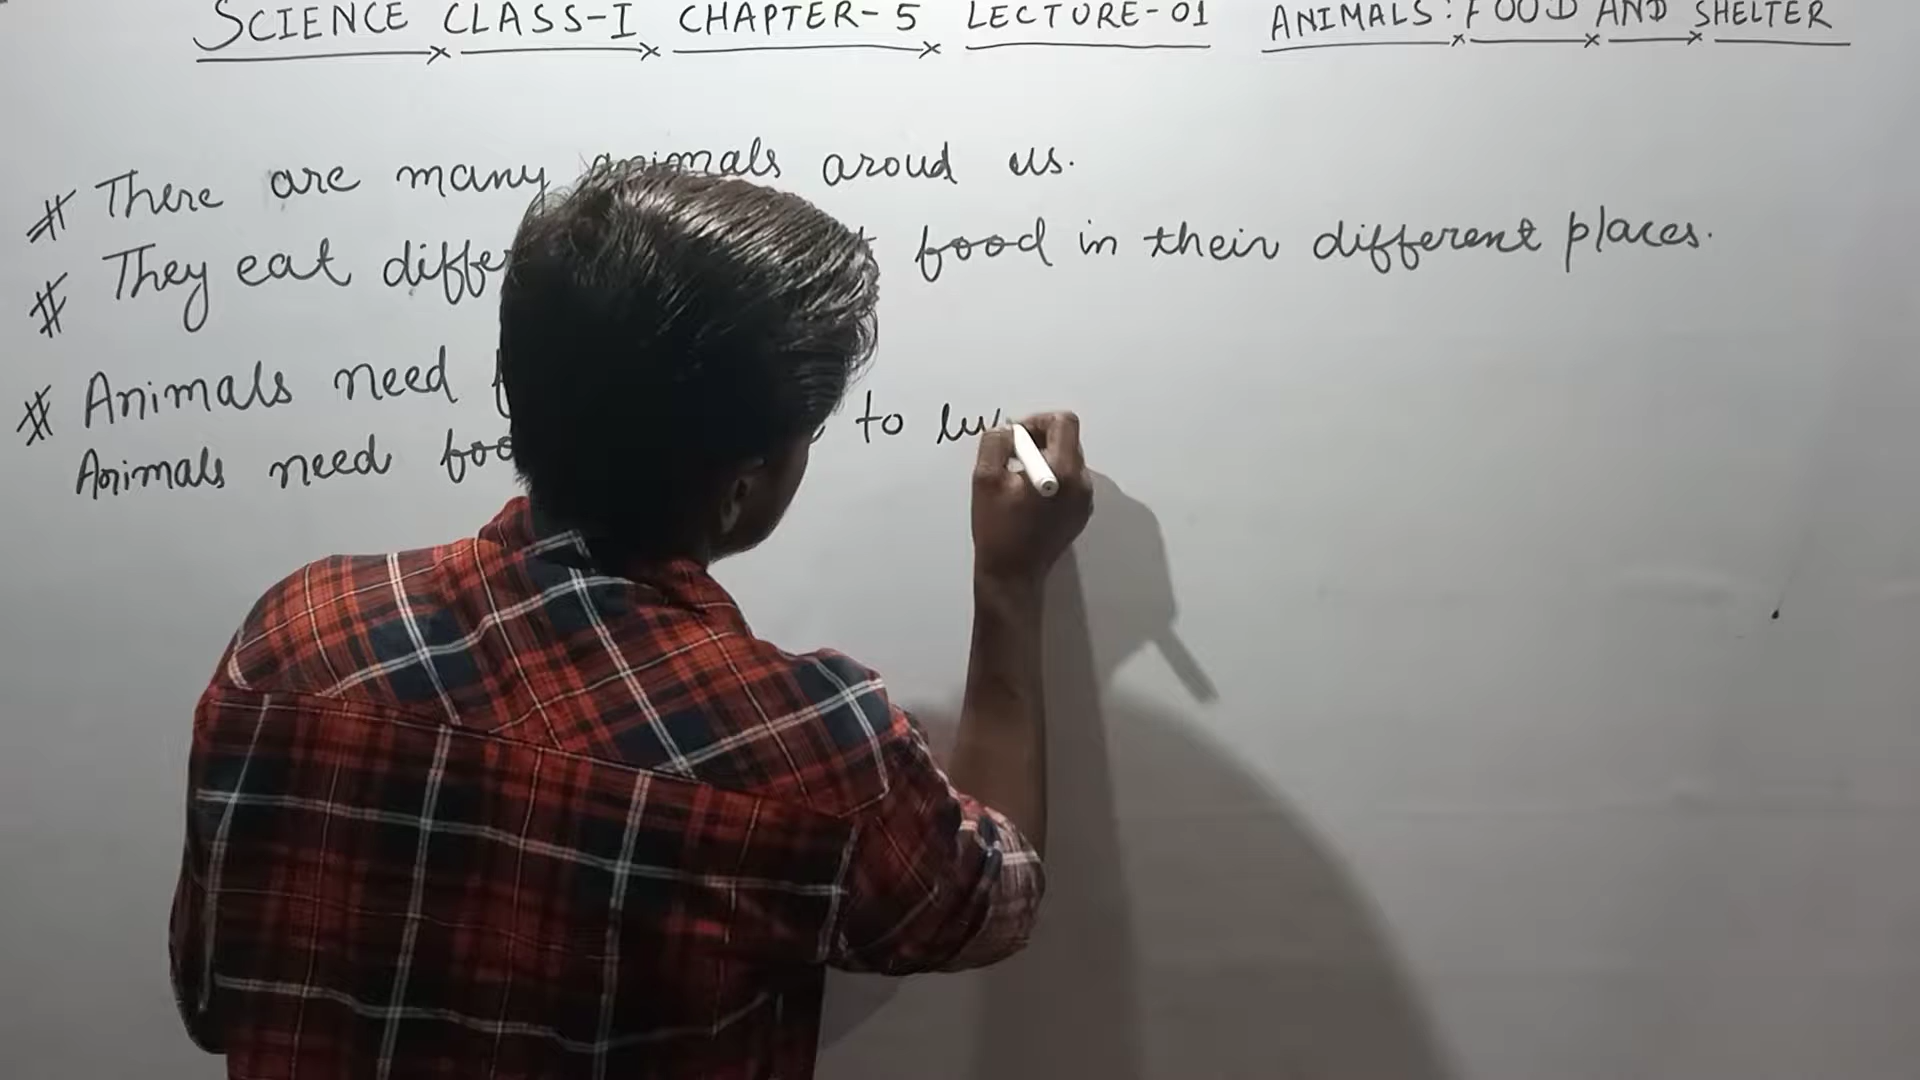 SCIENCE CLASS-I CHAPTER-5 LECTURE-01 ANIMALS: FOOD AND SHELTER
# There are many animals aroud us.
# They eat food in their different places.
# Animals need
Animals need to